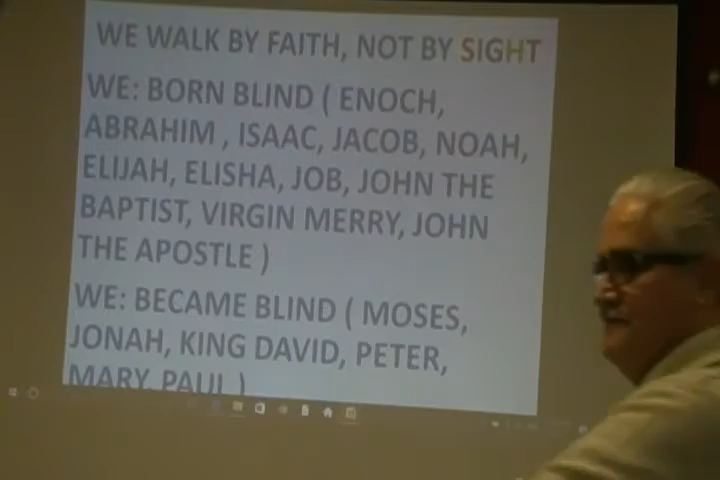 WE WALK BY FAITH, NOT BY SIGHT
WE: BORN BLIND ( ENOCH,
ABRAHIM , ISAAC, JACOB, NOAH,
ELIJAH, ELISHA, JOB, JOHN THE
BAPTIST, VIRGIN MERRY, JOHN
THE APOSTLE )
WE: BECAME BLIND ( MOSES,
JONAH, KING DAVID, PETER,
MARY, PAUL )